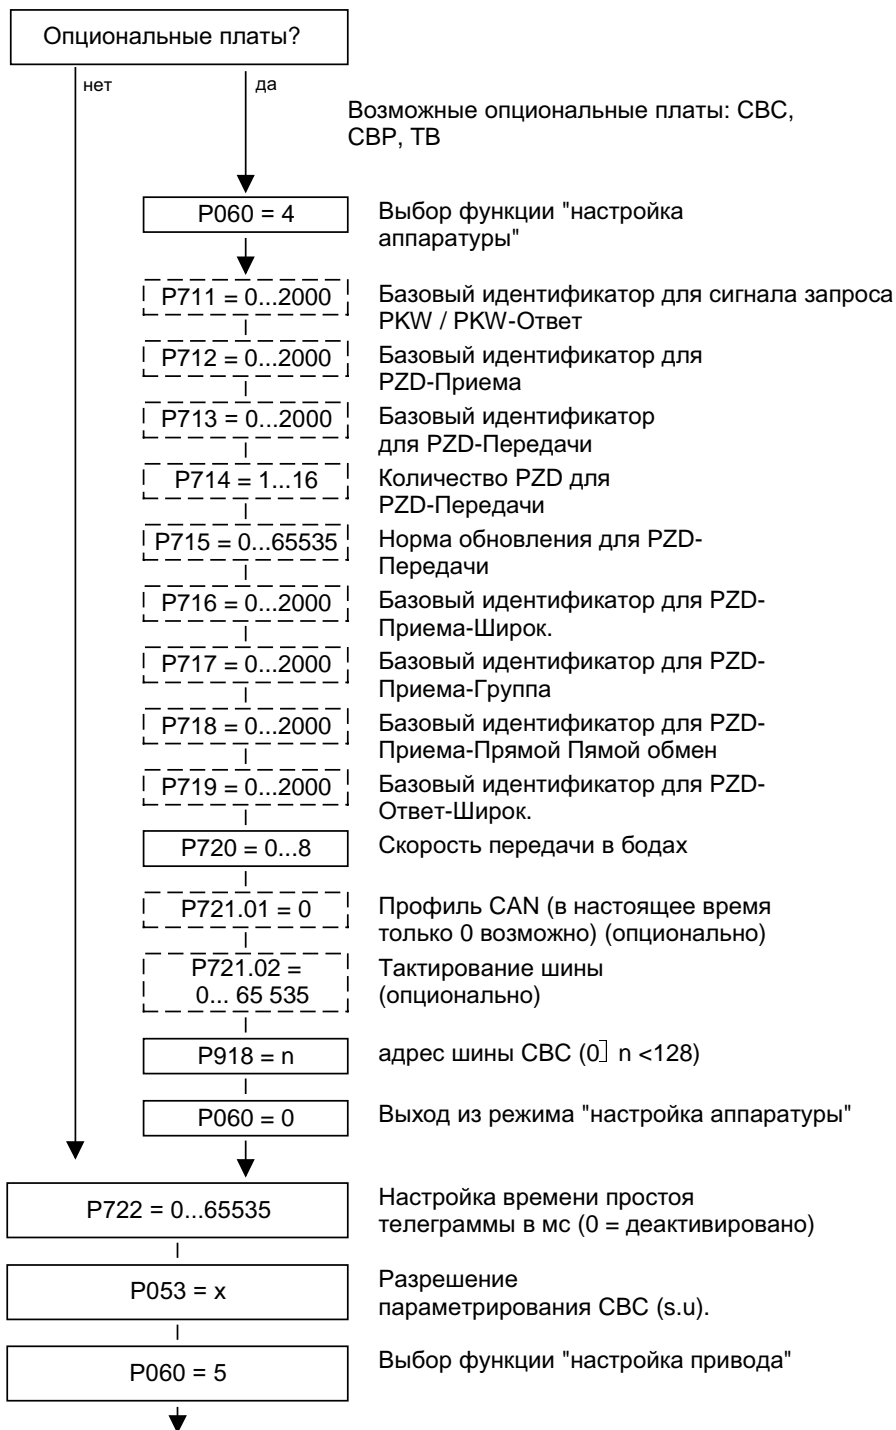 Опциональные платы?
нет
да
Возможные опциональные платы: CBC,
CBP, TB
P060 = 4
Выбор функции "настройка
аппаратуры"
P711 = 0...2000
Базовый идентификатор для сигнала запроса
PKW / PKW-Ответ
P712 = 0...2000
Базовый идентификатор для
PZD-Приема
P713 = 0...2000
Базовый идентификатор
для PZD-Передачи
P714 = 1...16
Количество PZD для
PZD-Передачи
P715 = 0...65535
Норма обновления для PZD-
Передачи
P716 = 0...2000
Базовый идентификатор для PZD-
Приема-Широк.
P717 = 0...2000
Базовый идентификатор для PZD-
Приема-Группа
P718 = 0...2000
Базовый идентификатор для PZD-
Приема-Прямой Пямой обмен
P719 = 0...2000
Базовый идентификатор для PZD-
Ответ-Широк.
P720 = 0...8
Скорость передачи в бодах
P721.01 = 0
Профиль CAN (в настоящее время
только 0 возможно) (опционально)
P721.02 =
0... 65 535
Тактирование шины
(опционально)
P918 = n
адрес шины CBC (0⏋ n <128)
P060 = 0
Выход из режима "настройка аппаратуры"
P722 = 0...65535
Настройка времени простоя
телеграммы в мс (0 = деактивировано)
P053 = x
Разрешение
параметрирования CBC (s.u).
P060 = 5
Выбор функции "настройка привода"